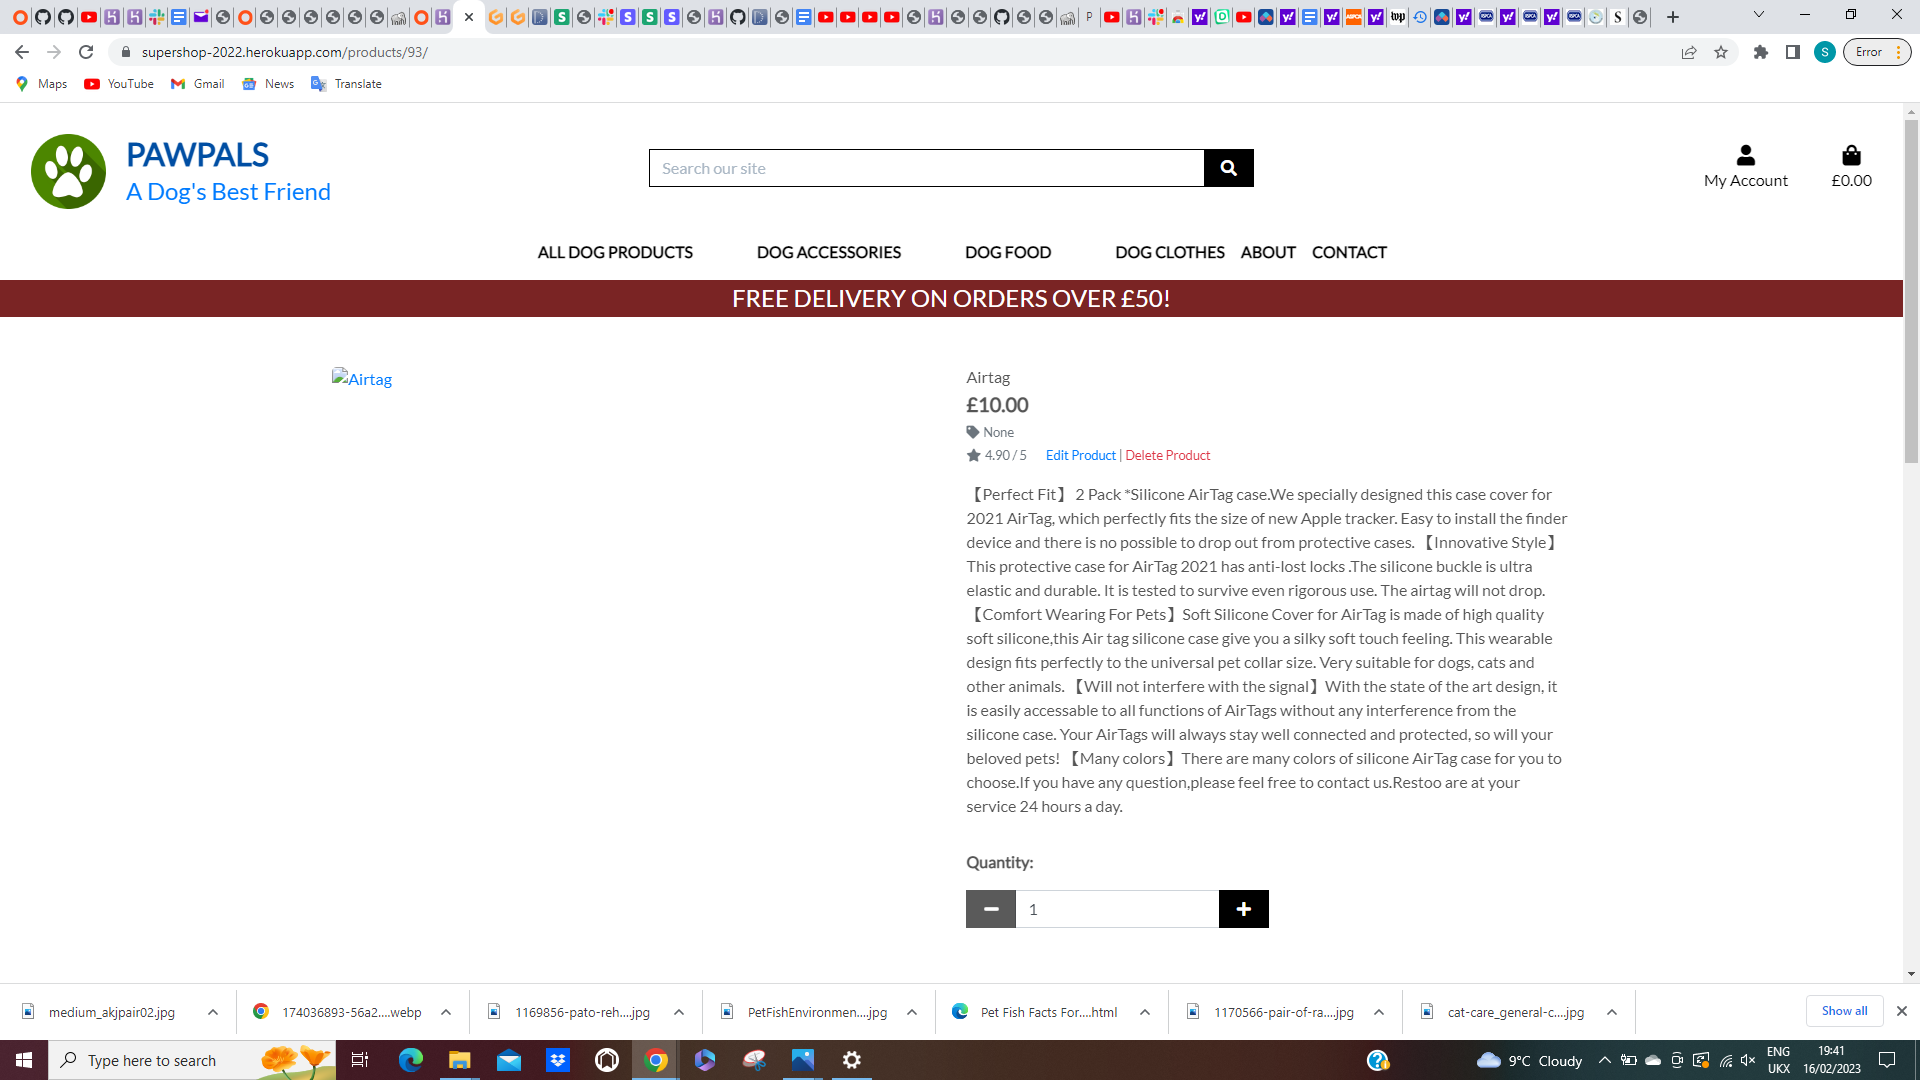 supershop-2022.herokuapp.com/products/93/
S
Error
Maps
YouTube
Gmail
News
Translate
PAWPALS
A Dog's Best Friend
Search our site
My Account
£0.00
ALL DOG PRODUCTS
DOG ACCESSORIES
DOG FOOD
DOG CLOTHES
ABOUT
CONTACT
FREE DELIVERY ON ORDERS OVER £50!
Airtag
Airtag
£10.00
None
4.90 / 5 Edit Product | Delete Product
【Perfect Fit】 2 Pack *Silicone AirTag case.We specially designed this case cover for
2021 AirTag, which perfectly fits the size of new Apple tracker. Easy to install the finder
device and there is no possible to drop out from protective cases. 【Innovative Style】
This protective case for AirTag 2021 has anti-lost locks .The silicone buckle is ultra
elastic and durable. It is tested to survive even rigorous use. The airtag will not drop.
【Comfort Wearing For Pets】Soft Silicone Cover for AirTag is made of high quality
soft silicone,this Air tag silicone case give you a silky soft touch feeling. This wearable
design fits perfectly to the universal pet collar size. Very suitable for dogs, cats and
other animals. 【Will not interfere with the signal】With the state of the art design, it
is easily accessable to all functions of AirTags without any interference from the
silicone case. Your AirTags will always stay well connected and protected, so will your
beloved pets! 【Many colors】There are many colors of silicone AirTag case for you to
choose.If you have any question,please feel free to contact us.Restoo are at your
service 24 hours a day.
Quantity:
1
medium_akjpair02.jpg
174036893-56a2....webp
1169856-pato-reh....jpg
PetFishEnvironmen....jpg
Pet Fish Facts For....html
1170566-pair-of-ra....jpg
cat-care_general-c....jpg
Show all
Type here to search
9°C Cloudy
ENG
UKX
19:41
16/02/2023